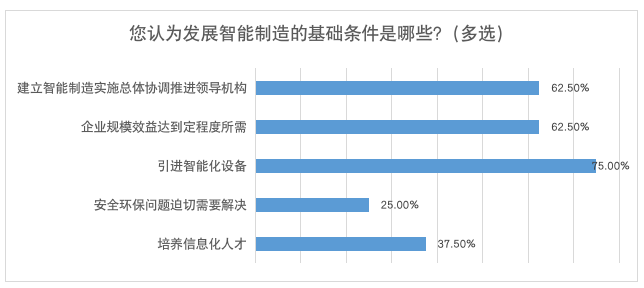 您认为发展智能制造的基础条件是哪些?（多选）
建立智能制造实施总体协调推进领导机构 62.50%
企业规模效益达到定程度所需 62.50%
引进智能化设备 75.00%
安全环保问题迫切需要解决 25.00%
培养信息化人才 37.50%